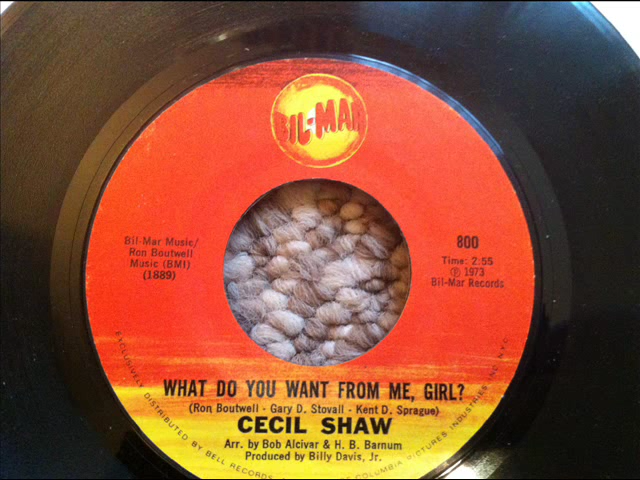 BIL-MAR
Bil-Mar Music/
Ron Boutwell
Music (BMI)
(1889)
800
Time: 2:55
℗ 1973
Bil-Mar Records
WHAT DO YOU WANT FROM ME, GIRL?
(Ron Boutwell - Gary D. Stovall - Kent D. Sprague)
CECIL SHAW
Arr. by Bob Alcivar & H. B. Barnum
Produced by Billy Davis, Jr.
EXCLUSIVELY DISTRIBUTED BY BELL RECORDS, COLUMBIA PICTURES INDUSTRIES INC. N.Y.C.